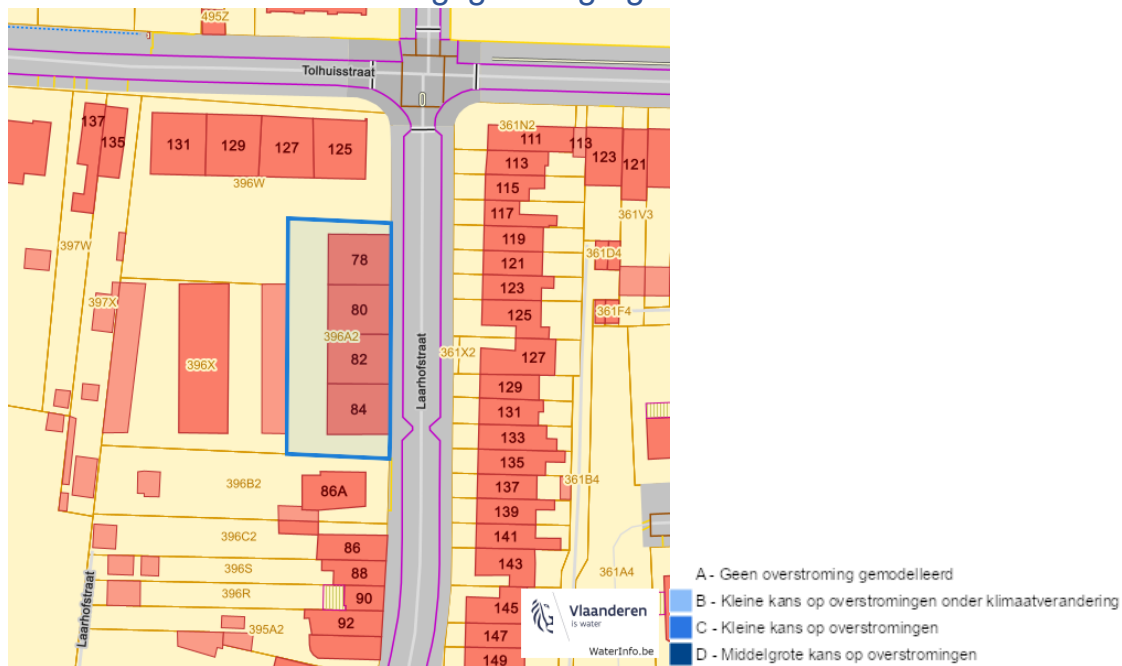 495Z
Tolhuisstraat
137
135
131
129
127
125
396W
361N2
111
113
123
121
113
115
117
361V3
119
361D4
121
123
361F4
125
127
361X2
129
131
133
135
361B4
137
139
141
143
361A4
145
147
149
397W
397X
396X
78
80
396A2
82
84
Laarhofstraat
396B2
86A
396C2
86
396S
88
396R
90
395A2
92
Laarhofstraat
Vlaanderen
is water
WaterInfo.be
A - Geen overstroming gemodelleerd
B - Kleine kans op overstromingen onder klimaatverandering
C - Kleine kans op overstromingen
D - Middelgrote kans op overstromingen